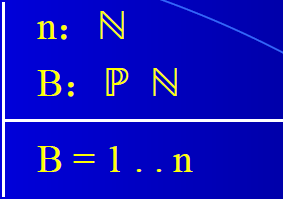 n: ℕ
B: ℙ ℕ
B = 1 . . n